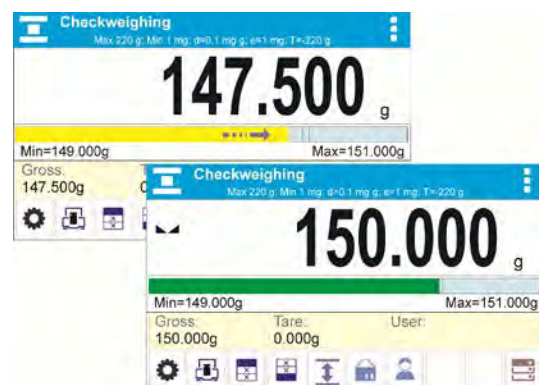 Checkweighing
Max 220 g; Min 1 mg; d=0.1 mg g; e=1 mg; T=-220 g
147.500 g
Min=149.000g Max=151.000g
Gross:
147.500g
Checkweighing
Max 220 g; Min 1 mg; d=0.1 mg g; e=1 mg; T=-220 g
150.000 g
Min=149.000g Max=151.000g
Gross: Tare: User:
150.000g 0.000g